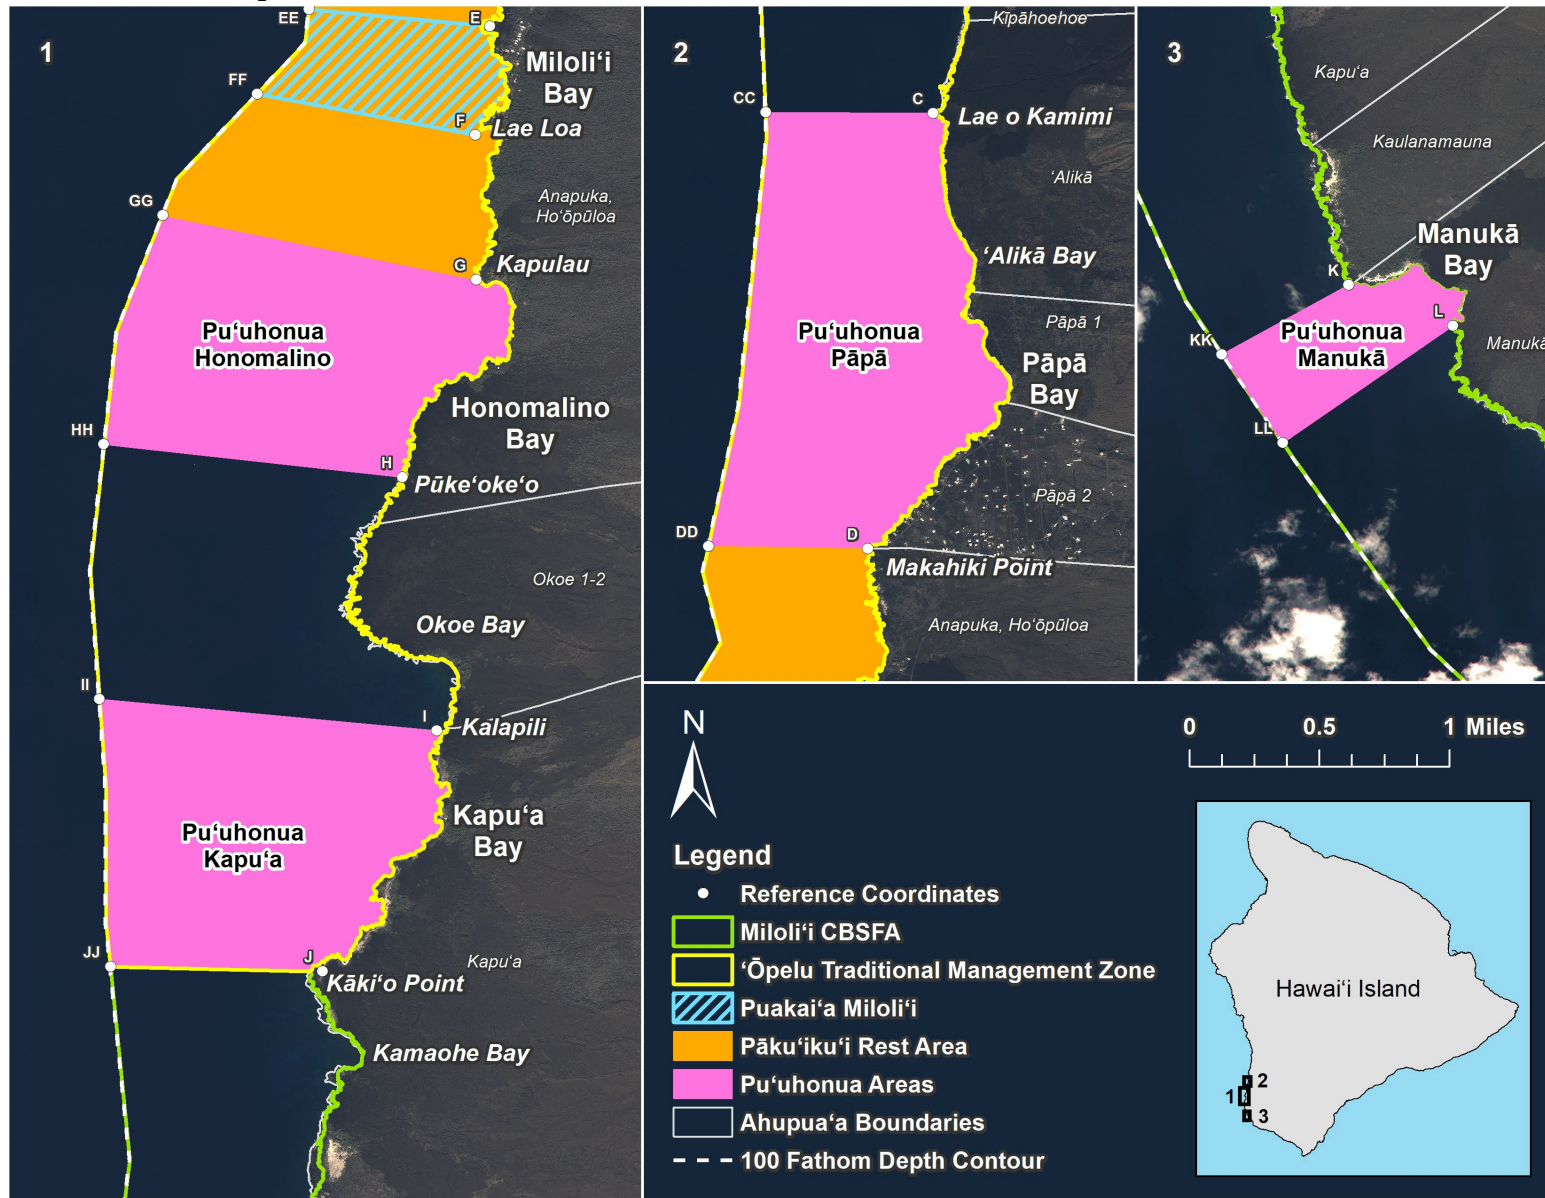 1
EE
E
Miloliʻi
Bay
FF
F
Lae Loa
Anapuka,
Hoʻōpūloa
GG
G
Kapulau
Puʻuhonua
Honomalino
Honomalino
Bay
HH
H
Pūkeʻokeʻo
Okoe 1-2
Okoe Bay
II
I
Kalapili
Puʻuhonua
Kapuʻa
Kapuʻa
Bay
JJ
J
Kapuʻa
Kākiʻo Point
Kamaohe Bay
2
Kīpāhoehoe
CC
C
Lae o Kamimi
ʻAlikā
ʻAlikā Bay
Pāpā 1
Puʻuhonua
Pāpā
Pāpā
Bay
Pāpā 2
DD
D
Makahiki Point
Anapuka, Hoʻōpūloa
3
Kapuʻa
Kaulanamauna
Manukā
Bay
K
L
KK
Puʻuhonua
Manukā
Manukā
LL
N
0 0.5 1 Miles
Legend
Reference Coordinates
Miloliʻi CBSFA
ʻŌpelu Traditional Management Zone
Puakaiʻa Miloliʻi
Pākuʻikuʻi Rest Area
Puʻuhonua Areas
Ahupuaʻa Boundaries
100 Fathom Depth Contour
Hawaiʻi Island
2
1
3